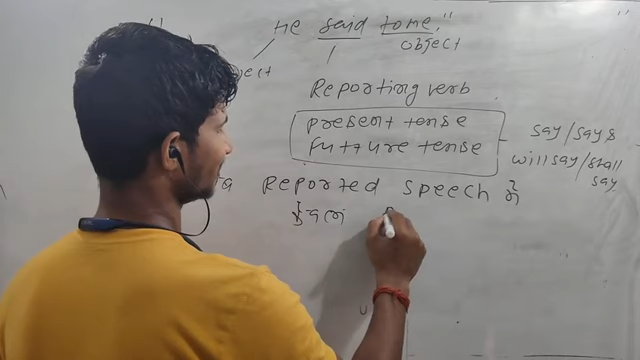 He said to me,"
object
ject
Reporting verb
present tense
Future tense
say/says
will say/shall
say
Reported speech